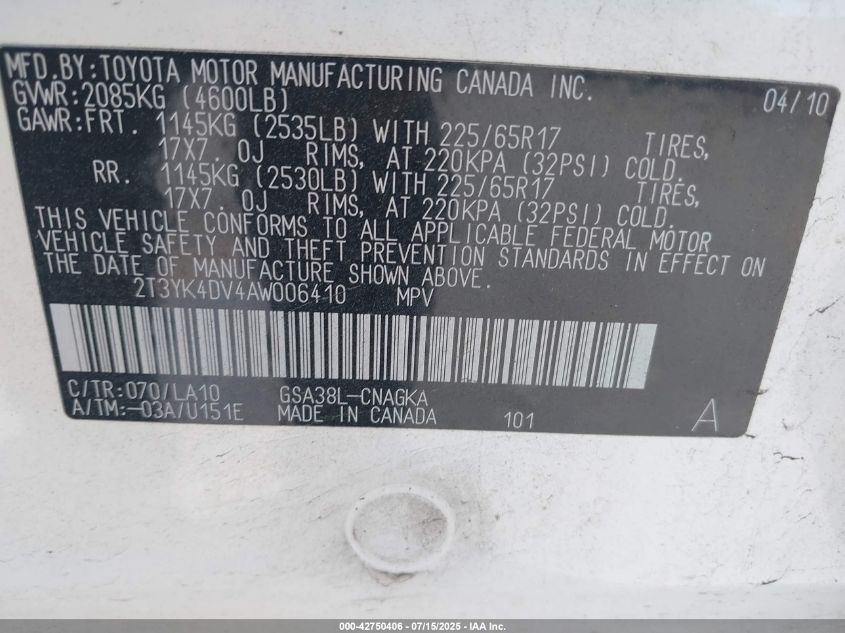 MFD.BY:TOYOTA MOTOR MANUFACTURING CANADA INC. 04/10
GVWR:2085KG (4600LB)
GAWR:FRT. 1145KG (2535LB) WITH 225/65R17 TIRES,
17X7. OJ RIMS, AT 220KPA (32PSI) COLD.
RR. 1145KG (2530LB) WITH 225/65R17 TIRES,
17X7. OJ RIMS, AT 220KPA (32PSI) COLD.
THIS VEHICLE CONFORMS TO ALL APPLICABLE FEDERAL MOTOR
VEHICLE SAFETY AND THEFT PREVENTION STANDARDS IN EFFECT ON
THE DATE OF MANUFACTURE SHOWN ABOVE.
2T3YK4DV4AW006410 MPV
C/TR:070/LA10 GSA38L-CNAGKA
A/TM:-03A/U151E MADE IN CANADA 101 A
000-42750406 - 07/15/2025 - IAA Inc.